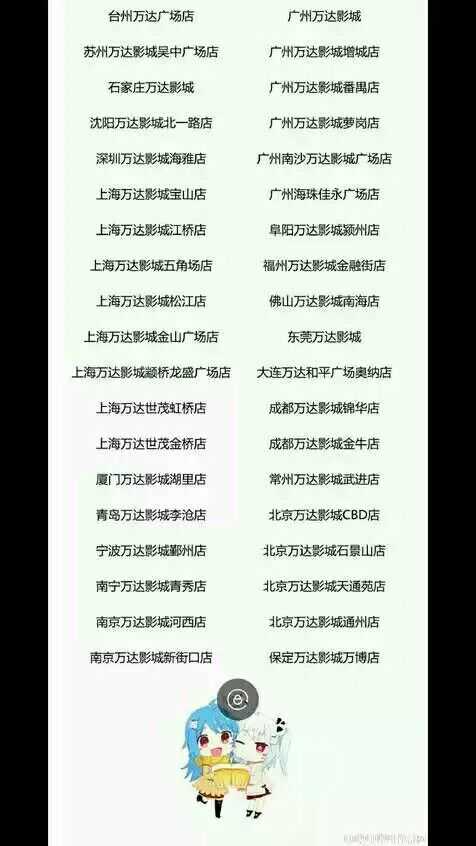 台州万达广场店 广州万达影城
苏州万达影城吴中广场店 广州万达影城增城店
石家庄万达影城 广州万达影城番禺店
沈阳万达影城北一路店 广州万达影城萝岗店
深圳万达影城海雅店 广州南沙万达影城广场店
上海万达影城宝山店 广州海珠佳永广场店
上海万达影城江桥店 阜阳万达影城颍州店
上海万达影城五角场店 福州万达影城金融街店
上海万达影城松江店 佛山万达影城南海店
上海万达影城金山广场店 东莞万达影城
上海万达影城颛桥龙盛广场店 大连万达和平广场奥纳店
上海万达世茂虹桥店 成都万达影城锦华店
上海万达世茂金桥店 成都万达影城金牛店
厦门万达影城湖里店 常州万达影城武进店
青岛万达影城李沧店 北京万达影城CBD店
宁波万达影城鄞州店 北京万达影城石景山店
南宁万达影城青秀店 北京万达影城天通苑店
南京万达影城河西店 北京万达影城通州店
南京万达影城新街口店 保定万达影城万博店